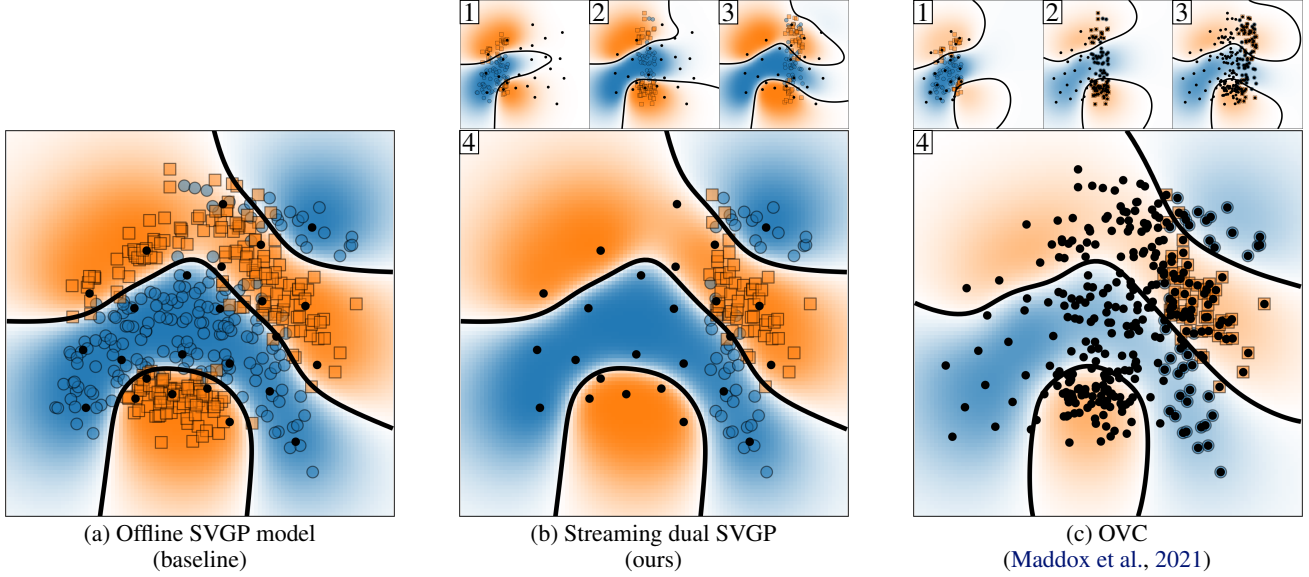 1
2
3
1
2
3
4
4
(a) Offline SVGP model
(baseline)
(b) Streaming dual SVGP
(ours)
(c) OVC
(Maddox et al., 2021)